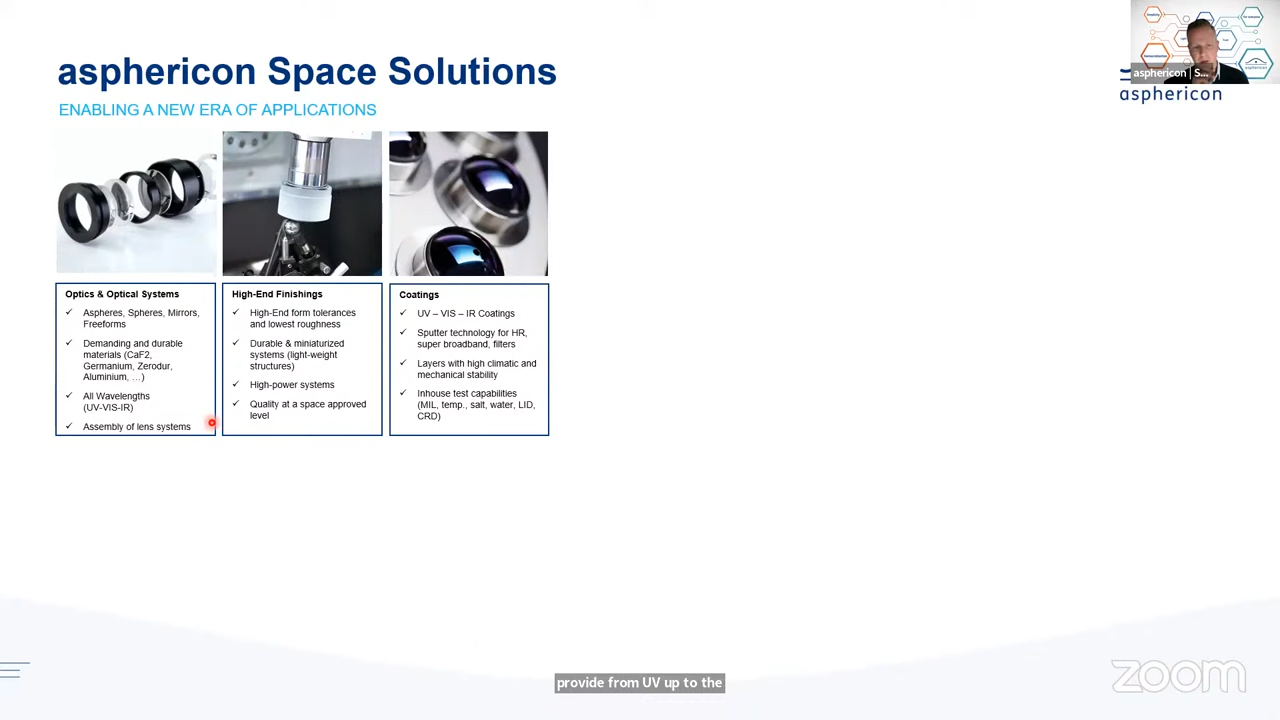 asphericon Space Solutions
ENABLING A NEW ERA OF APPLICATIONS
aspherion | S...
asphericon
Optics & Optical Systems
✓ Aspheres, Spheres, Mirrors,
Freeforms
✓ Demanding and durable
materials (CaF2,
Germanium, Zerodur,
Aluminium, …)
✓ All Wavelengths
(UV-VIS-IR)
✓ Assembly of lens systems
High-End Finishings
✓ High-End form tolerances
and lowest roughness
✓ Durable & miniaturized
systems (light-weight
structures)
✓ High-power systems
✓ Quality at a space approved
level
Coatings
✓ UV – VIS – IR Coatings
✓ Sputter technology for HR,
super broadband, filters
✓ Layers with high climatic and
mechanical stability
✓ Inhouse test capabilities
(MIL, temp., salt, water, LID,
CRD)
provide from UV up to the
zoom